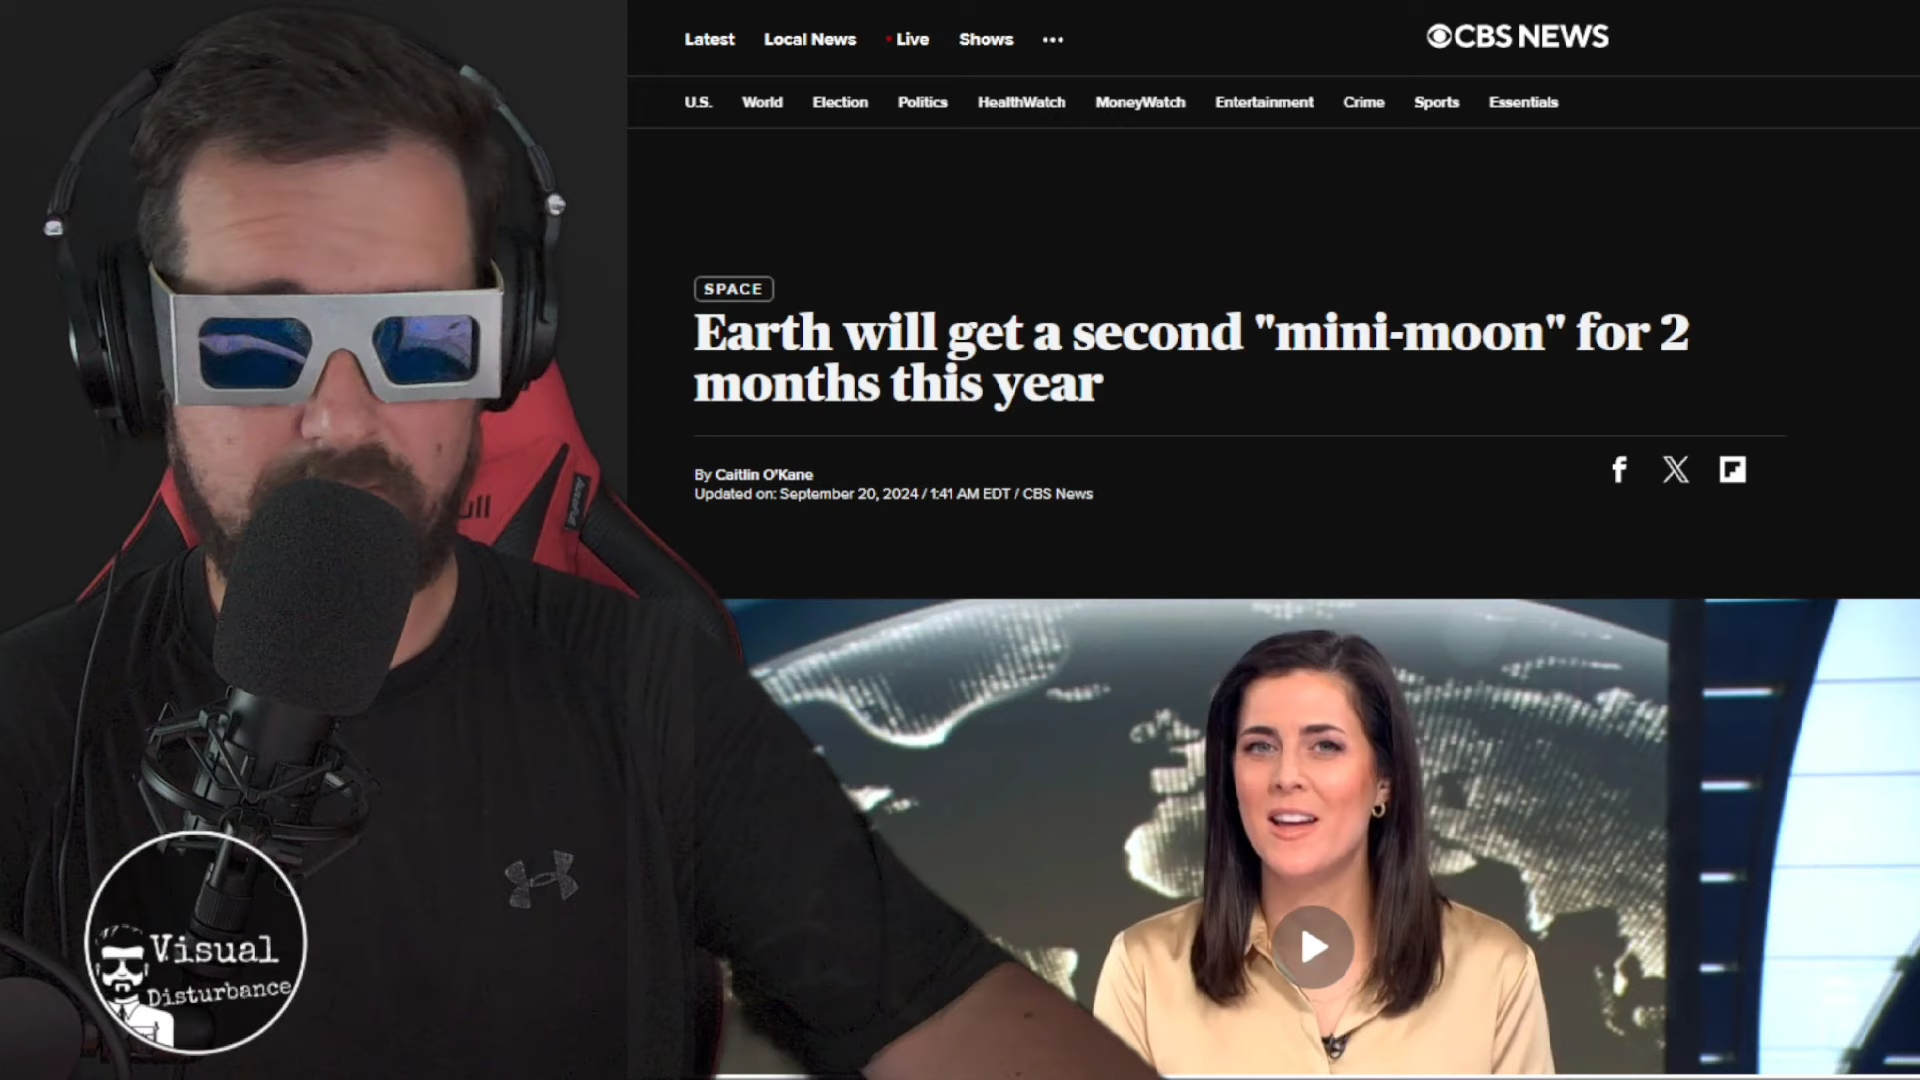 Latest Local News Live Shows
CBS NEWS
U.S. World Election Politics HealthWatch MoneyWatch Entertainment Crime Sports Essentials
SPACE
Earth will get a second "mini-moon" for 2
months this year
By Caitlin O'Kane
Updated on: September 20, 2024 / 1:41 AM EDT / CBS News
Visual
Disturbance